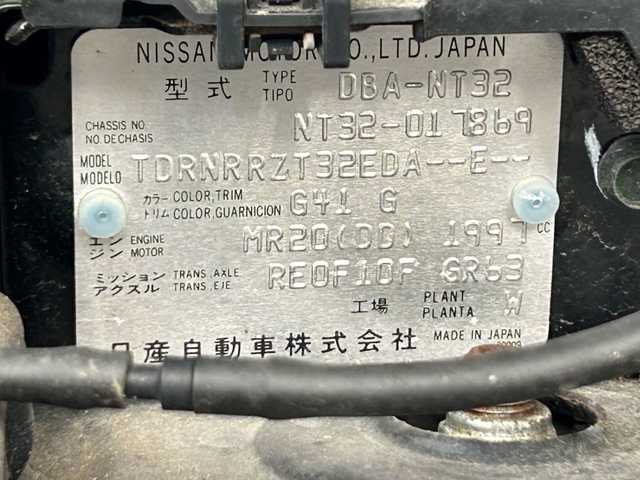 NISSAN MOTOR CO.,LTD. JAPAN
型式 TYPE TIPO DBA-NT32
CHASSIS NO. NO.DE CHASIS NT32-017869
MODEL MODELO TDRNRRZT32EDA--E--
カラー COLOR,TRIM トリム COLOR,GUARNICION G41 G
エンジン ENGINE MOTOR MR20(DD) 1997 CC
ミッション TRANS,AXLE アクスル TRANS,EJE RE0F10F GR63
工場 PLANT PLANTA W
日産自動車株式会社 MADE IN JAPAN